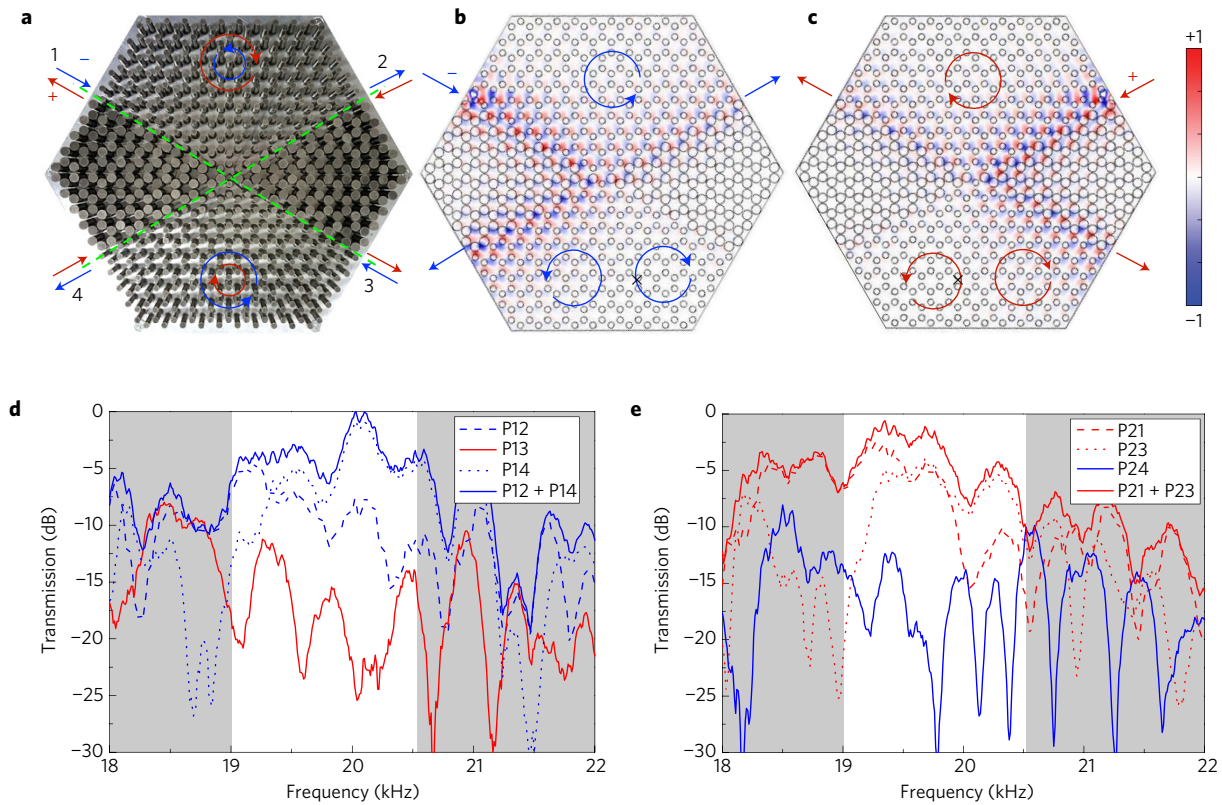 a
b
c
1
−
+
2
3
4
−
+
+1
−1
d
Transmission (dB)
0
−5
−10
−15
−20
−25
−30
18
19
20
21
22
Frequency (kHz)
P12
P13
P14
P12 + P14
e
Transmission (dB)
0
−5
−10
−15
−20
−25
−30
18
19
20
21
22
Frequency (kHz)
P21
P23
P24
P21 + P23